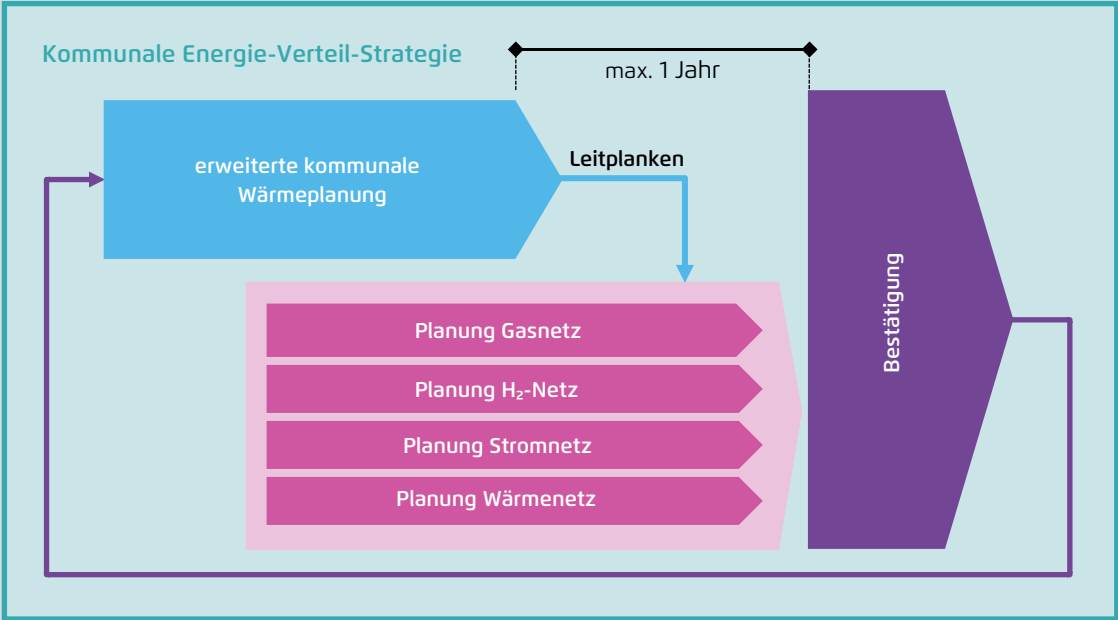 Kommunale Energie-Verteil-Strategie
max. 1 Jahr
erweiterte kommunale
Wärmeplanung
Leitplanken
Planung Gasnetz
Planung H₂-Netz
Planung Stromnetz
Planung Wärmenetz
Bestätigung